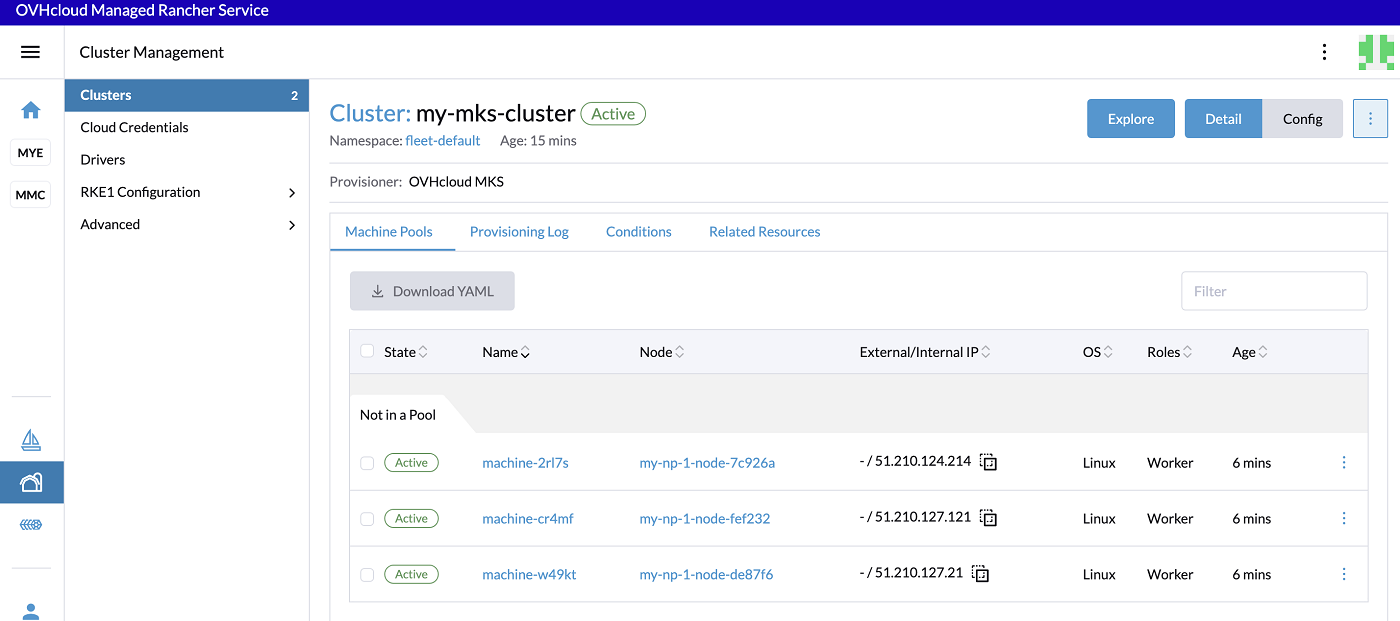 OVHcloud Managed Rancher Service
Cluster Management
MYE
MMC
Clusters 2
Cloud Credentials
Drivers
RKE1 Configuration
Advanced
Cluster: my-mks-cluster Active
Explore Detail Config
Namespace: fleet-default Age: 15 mins
Provisioner: OVHcloud MKS
Machine Pools Provisioning Log Conditions Related Resources
Download YAML Filter
State Name Node External/Internal IP OS Roles Age
Not in a Pool
Active machine-2rl7s my-np-1-node-7c926a - / 51.210.124.214 Linux Worker 6 mins
Active machine-cr4mf my-np-1-node-fef232 - / 51.210.127.121 Linux Worker 6 mins
Active machine-w49kt my-np-1-node-de87f6 - / 51.210.127.21 Linux Worker 6 mins